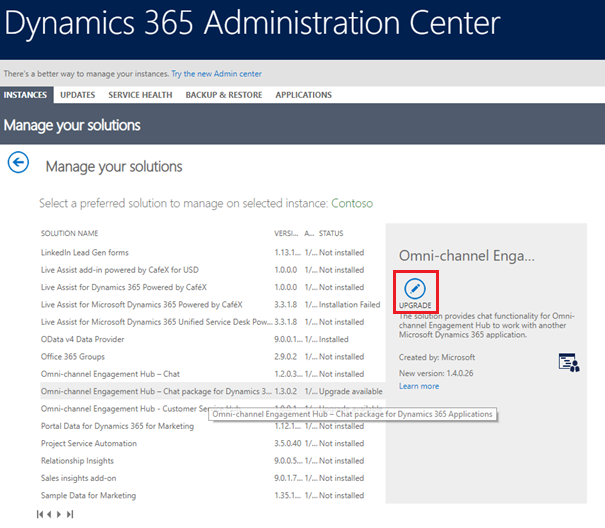 Dynamics 365 Administration Center
There's a better way to manage your instances. Try the new Admin center
INSTANCES UPDATES SERVICE HEALTH BACKUP & RESTORE APPLICATIONS
Manage your solutions
Manage your solutions
Select a preferred solution to manage on selected instance: Contoso
SOLUTION NAME VERSI... A... STATUS
LinkedIn Lead Gen forms 1.13.1... 1/... Not installed
Live Assist add-in powered by CafeX for USD 1.0.0.0 1/... Not installed
Live Assist for Dynamics 365 Powered by CafeX 1.0.0.0 1/... Not installed
Live Assist for Microsoft Dynamics 365 Powered by CaféX 3.3.1.8 1/... Installation Failed
Live Assist for Microsoft Dynamics 365 Unified Service Desk Pow... 3.3.1.8 1/... Not installed
OData v4 Data Provider 9.0.0.1... 1/... Installed
Office 365 Groups 2.9.0.2 1/... Not installed
Omni-channel Engagement Hub – Chat 1.2.0.3... 1/... Not installed
Omni-channel Engagement Hub – Chat package for Dynamics 3... 1.3.0.2 1/... Upgrade available
Omni-channel Engagement Hub - Customer Ser
Omni-channel Engagement Hub – Chat package for Dynamics 365 Applications
Portal Data for Dynamics 365 for Marketing 1.12.1... 1/... Not installed
Project Service Automation 3.5.0.40 1/... Not installed
Relationship Insights 9.0.0.5... 1/... Not installed
Sales insights add-on 9.0.1.7... 1/... Not installed
Sample Data for Marketing 1.35.1... 1/... Not installed
Omni-channel Enga...
UPGRADE
The solution provides chat functionality for Omni-
channel Engagement Hub to work with another
Microsoft Dynamics 365 application.
Created by: Microsoft
New version: 1.4.0.26
Learn more